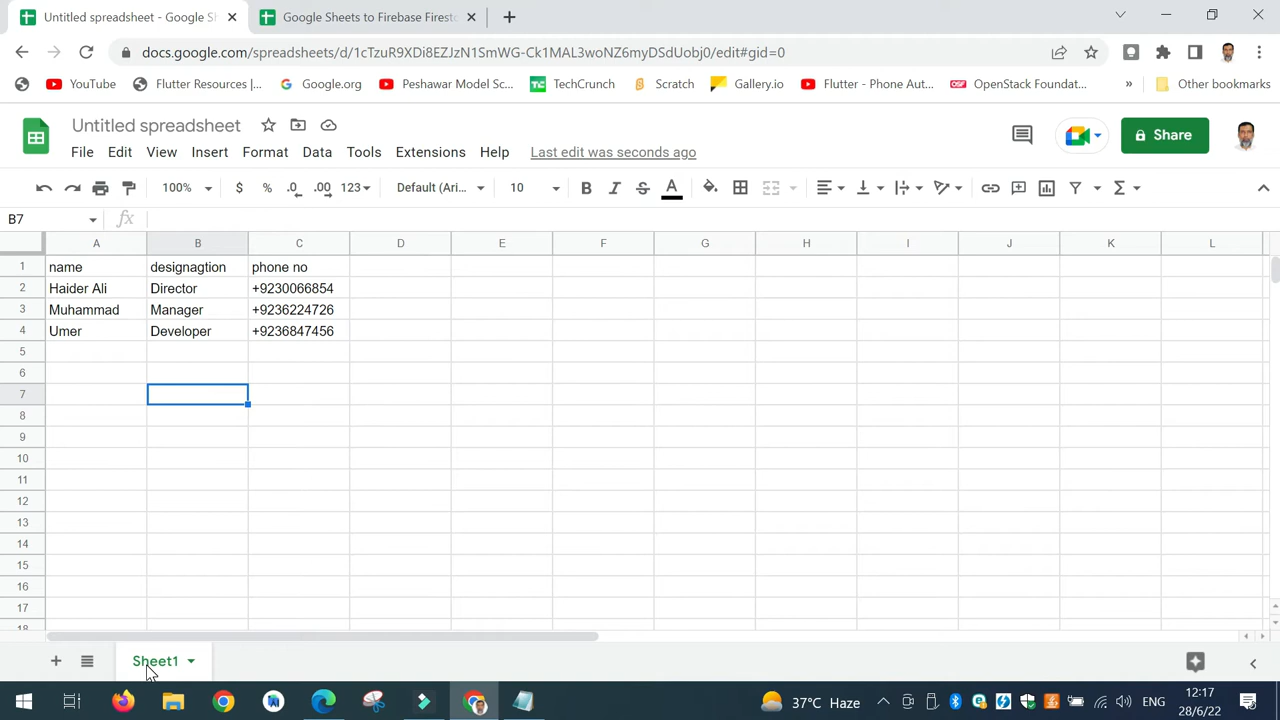 Untitled spreadsheet - Google Sh
Google Sheets to Firebase Firesto
docs.google.com/spreadsheets/d/1cTzuR9XDi8EZJzN1SmWG-Ck1MAL3woNZ6myDSdUobj0/edit#gid=0
YouTube Flutter Resources |... Google.org Peshawar Model Sc... TechCrunch Scratch Gallery.io Flutter - Phone Aut... OSF OpenStack Foundat... » Other bookmarks
Untitled spreadsheet
Share
File Edit View Insert Format Data Tools Extensions Help Last edit was seconds ago
100% $ % .0 .00 123 Default (Ari... 10 B I S A Σ
B7 fx
A B C D E F G H I J K L
1 name designagtion phone no
2 Haider Ali Director +9230066854
3 Muhammad Manager +9236224726
4 Umer Developer +9236847456
5
6
7
8
9
10
11
12
13
14
15
16
17
18
Sheet1
37°C Haze ENG 12:17
28/6/22